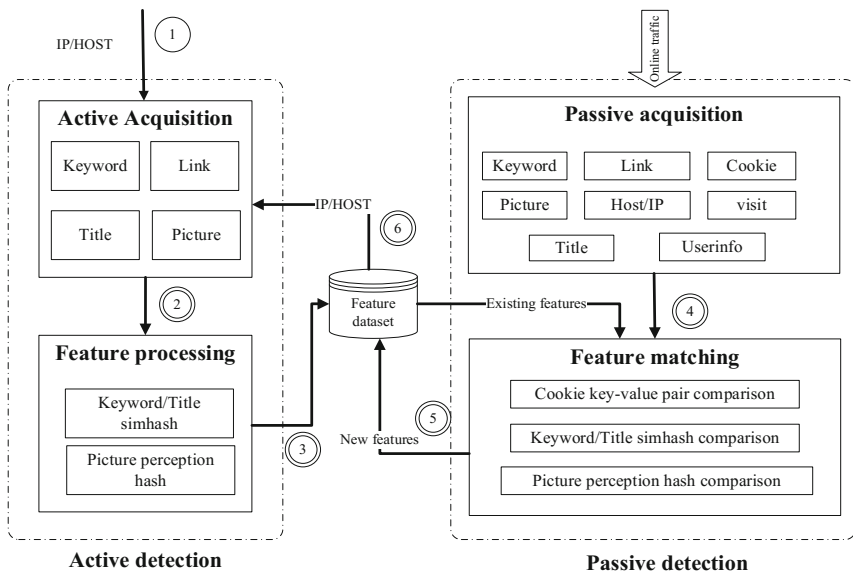 IP/HOST
1
Online traffic
Active Acquisition
Keyword
Link
Title
Picture
2
Feature processing
Keyword/Title
simhash
Picture perception
hash
3
Active detection
IP/HOST
6
Feature
dataset
Existing features
New features
5
Passive acquisition
Keyword
Link
Cookie
Picture
Host/IP
visit
Title
Userinfo
4
Feature matching
Cookie key-value pair comparison
Keyword/Title simhash comparison
Picture perception hash comparison
Passive detection